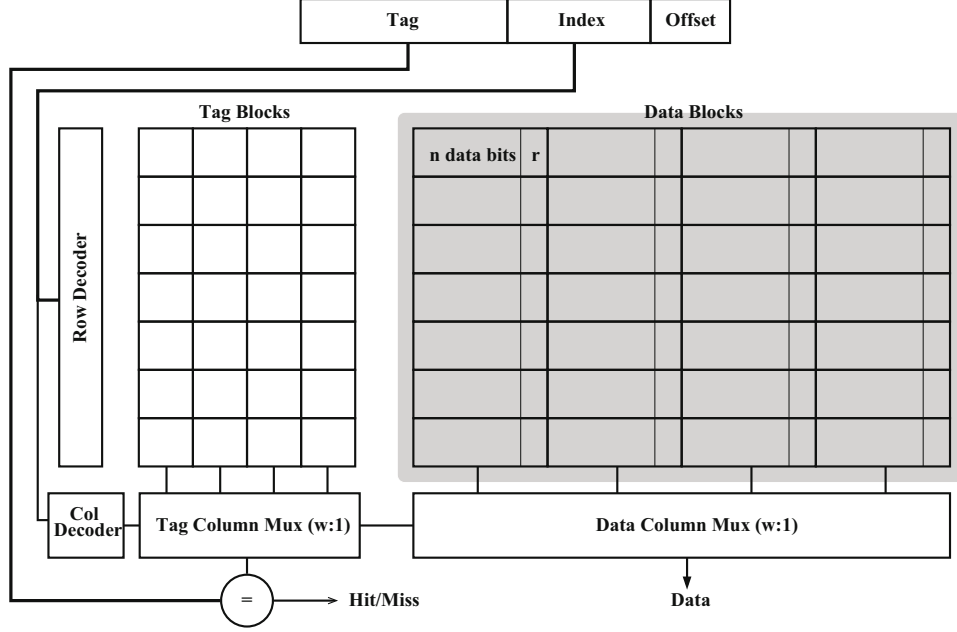 Tag Index Offset
Tag Blocks Data Blocks
n data bits r
Row Decoder
Col
Decoder
Tag Column Mux (w:1)
Data Column Mux (w:1)
=
Hit/Miss
Data